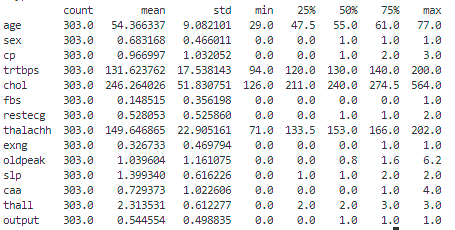 count mean std min 25% 50% 75% max
age 303.0 54.366337 9.082101 29.0 47.5 55.0 61.0 77.0
sex 303.0 0.683168 0.466011 0.0 0.0 1.0 1.0 1.0
cp 303.0 0.966997 1.032052 0.0 0.0 1.0 2.0 3.0
trtbps 303.0 131.623762 17.538143 94.0 120.0 130.0 140.0 200.0
chol 303.0 246.264026 51.830751 126.0 211.0 240.0 274.5 564.0
fbs 303.0 0.148515 0.356198 0.0 0.0 0.0 0.0 1.0
restecg 303.0 0.528053 0.525860 0.0 0.0 1.0 1.0 2.0
thalachh 303.0 149.646865 22.905161 71.0 133.5 153.0 166.0 202.0
exng 303.0 0.326733 0.469794 0.0 0.0 0.0 1.0 1.0
oldpeak 303.0 1.039604 1.161075 0.0 0.0 0.8 1.6 6.2
slp 303.0 1.399340 0.616226 0.0 1.0 1.0 2.0 2.0
caa 303.0 0.729373 1.022606 0.0 0.0 0.0 1.0 4.0
thall 303.0 2.313531 0.612277 0.0 2.0 2.0 3.0 3.0
output 303.0 0.544554 0.498835 0.0 0.0 1.0 1.0 1.0